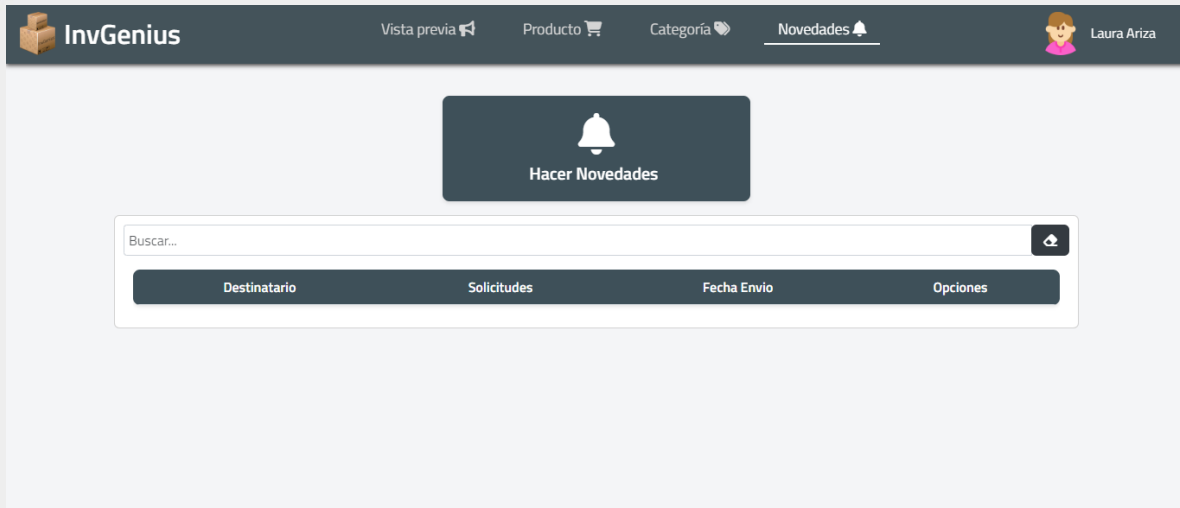 InvGenius
Vista previa
Producto
Categoría
Novedades
Laura Ariza
Hacer Novedades
Buscar...
Destinatario Solicitudes Fecha Envio Opciones